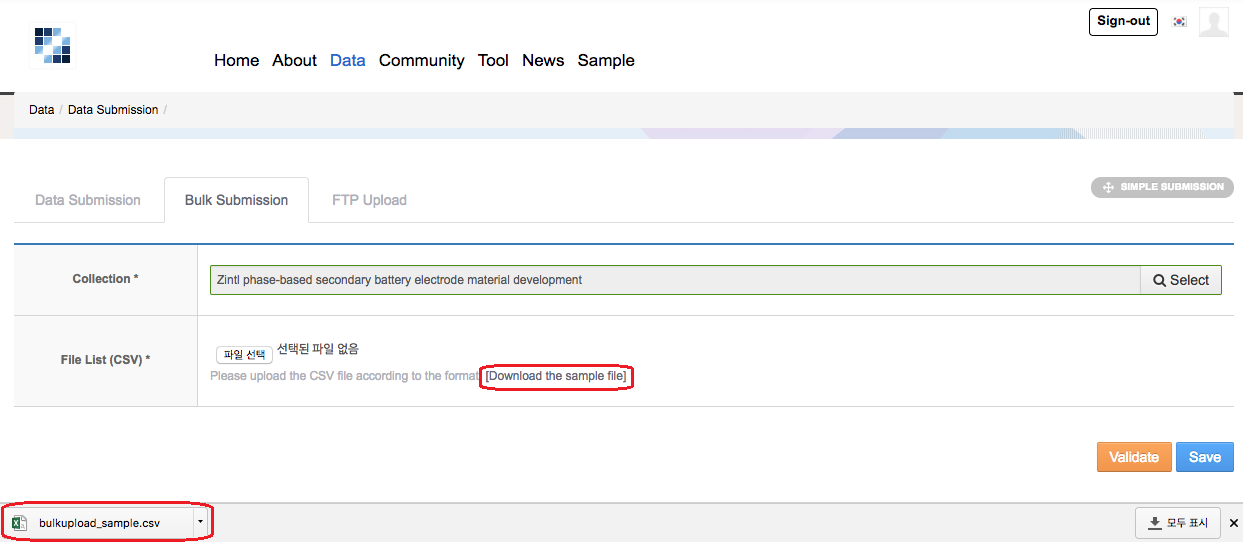 Sign-out
Home About Data Community Tool News Sample
Data / Data Submission /
Data Submission
Bulk Submission
FTP Upload
SIMPLE SUBMISSION
Collection *
Zintl phase-based secondary battery electrode material development
Select
File List (CSV) *
파일 선택 선택된 파일 없음
Please upload the CSV file according to the format [Download the sample file]
Validate
Save
bulkupload_sample.csv
모두 표시